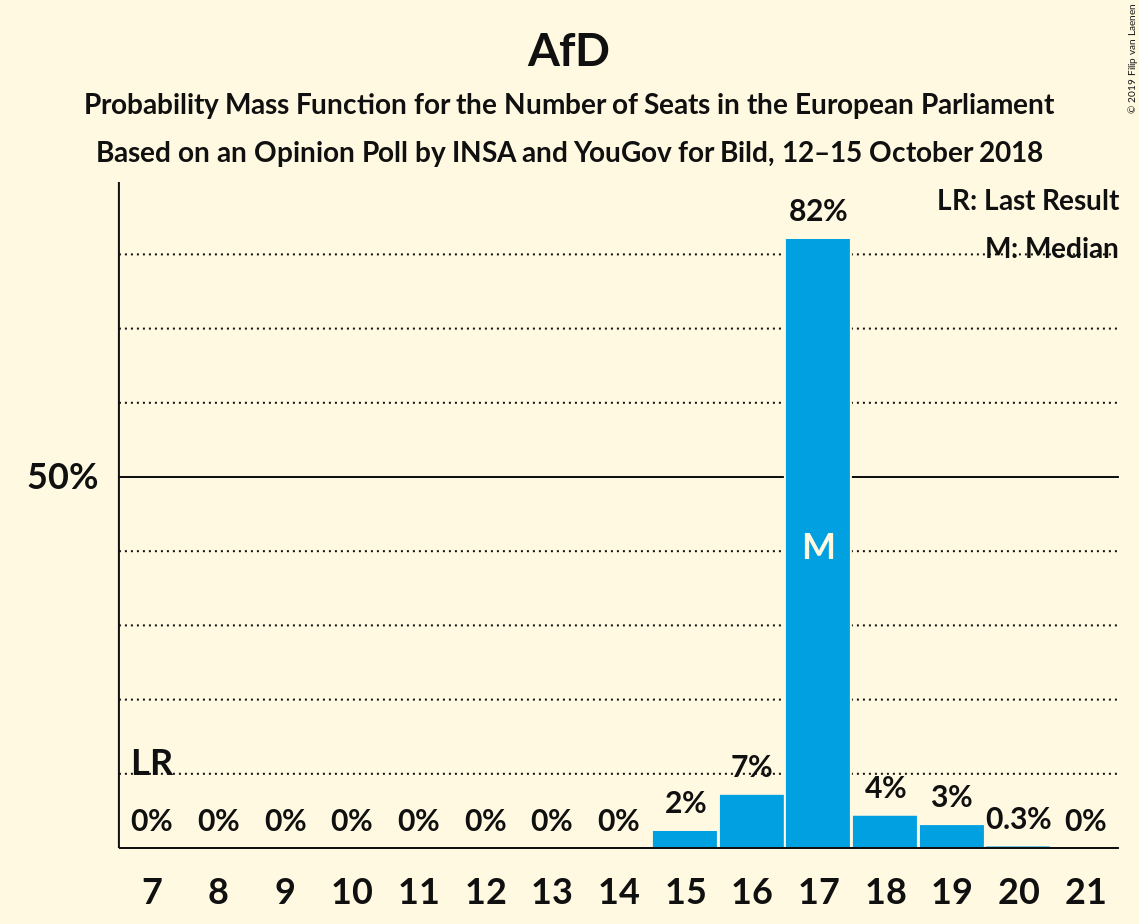 AfD
Probability Mass Function for the Number of Seats in the European Parliament
Based on an Opinion Poll by INSA and YouGov for Bild, 12–15 October 2018
© 2019 Filip van Laenen
LR: Last Result
M: Median
82%
50%
M
LR
0% 0% 0% 0% 0% 0% 0% 0% 2% 7% 4% 3% 0.3% 0%
7 8 9 10 11 12 13 14 15 16 17 18 19 20 21